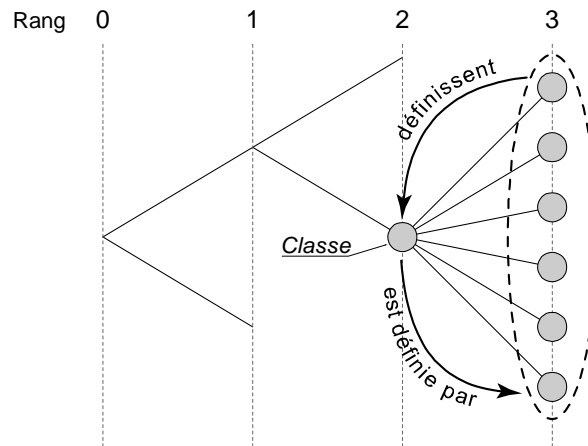 Rang 0 1 2 3
définissent
Classe
est définie par